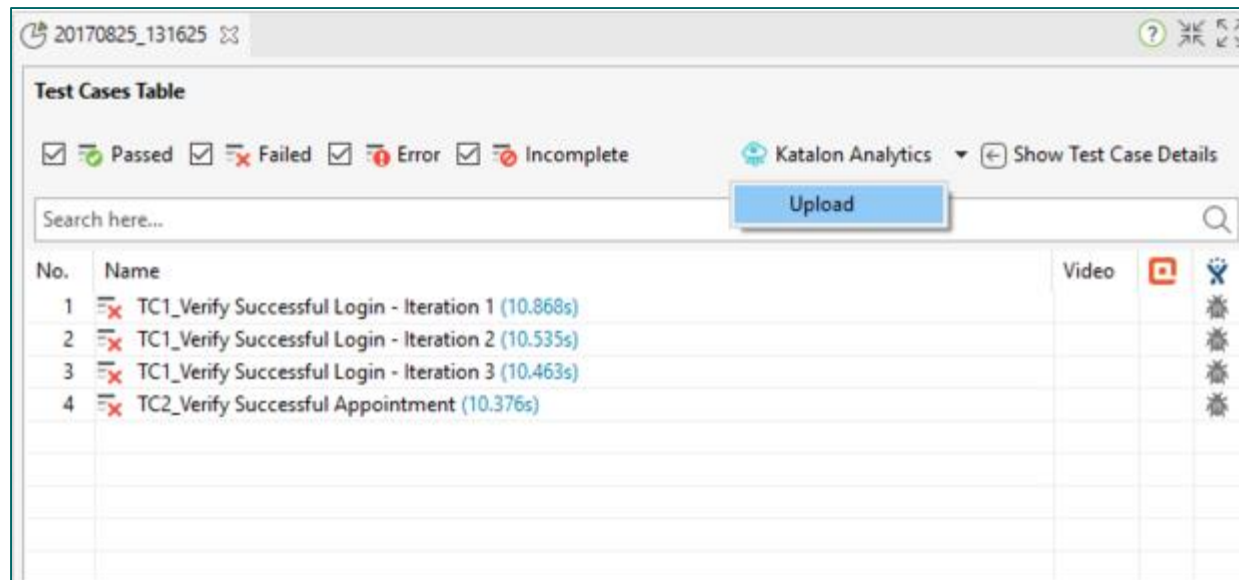 20170825_131625
Test Cases Table
Passed Failed Error Incomplete Katalon Analytics Show Test Case Details
Upload
Search here...
No. Name Video
1 TC1_Verify Successful Login - Iteration 1 (10.868s)
2 TC1_Verify Successful Login - Iteration 2 (10.535s)
3 TC1_Verify Successful Login - Iteration 3 (10.463s)
4 TC2_Verify Successful Appointment (10.376s)